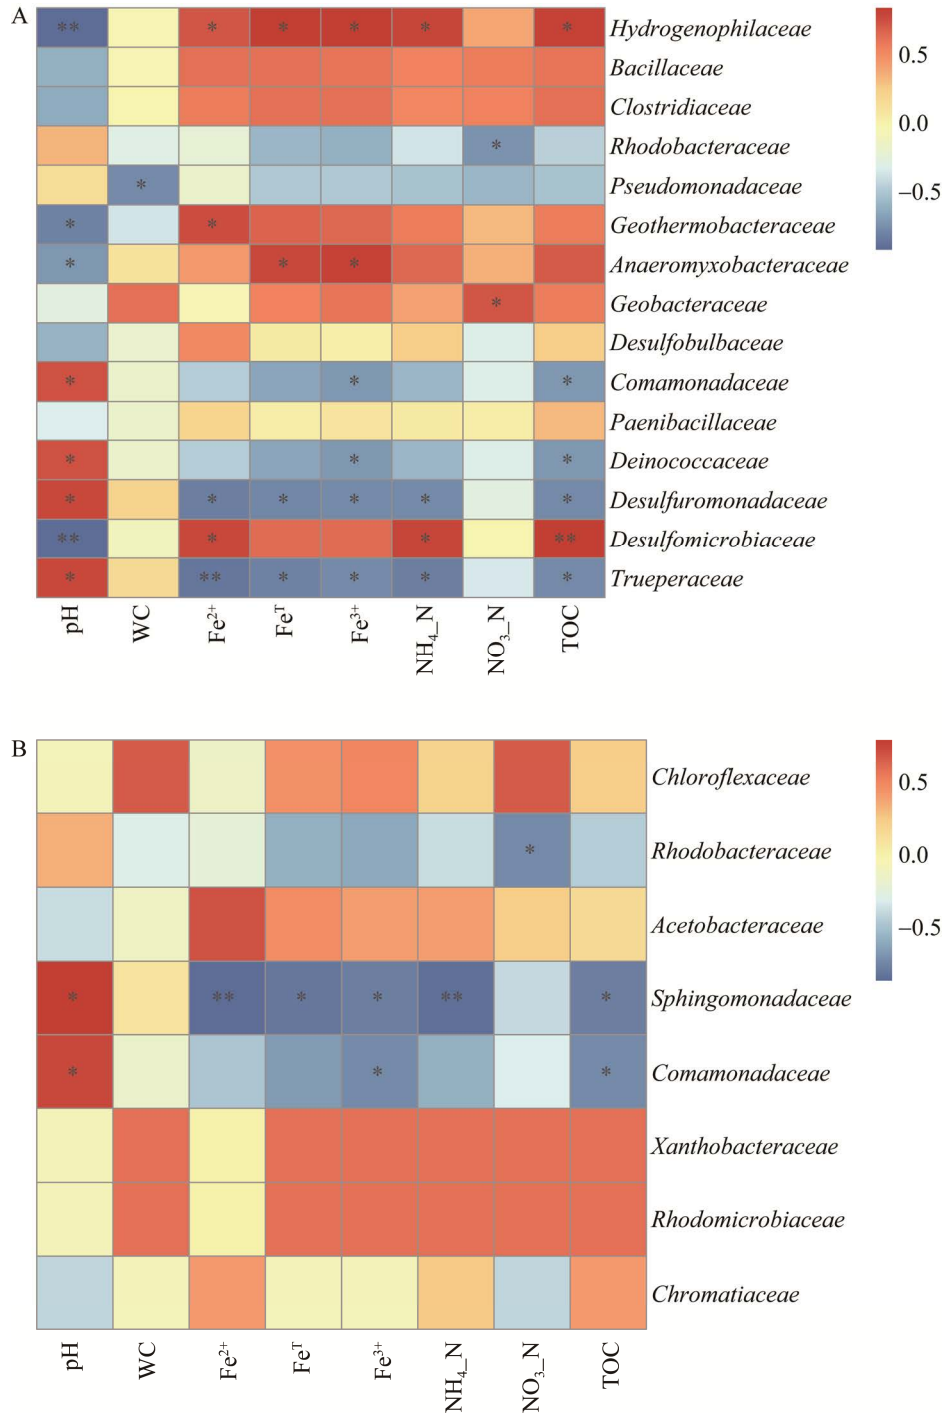 A
** * * * * * Hydrogenophilaceae
Bacillaceae
Clostridiaceae
* Rhodobacteraceae
* Pseudomonadaceae
* * Geothermobacteraceae
* * * Anaeromyxobacteraceae
* Geobacteraceae
Desulfobulbaceae
* * * Comamonadaceae
Paenibacillaceae
* * * Deinococcaceae
* * * * * * Desulfuromonadaceae
** * * ** Desulfomicrobiaceae
* ** * * * * Trueperaceae
pH WC Fe²⁺ Feᵀ Fe³⁺ NH₄_N NO₃_N TOC
0.5
0.0
−0.5
B
Chloroflexaceae
* Rhodobacteraceae
Acetobacteraceae
* ** * * ** * Sphingomonadaceae
* * * Comamonadaceae
Xanthobacteraceae
Rhodomicrobiaceae
Chromatiaceae
pH WC Fe²⁺ Feᵀ Fe³⁺ NH₄_N NO₃_N TOC
0.5
0.0
−0.5